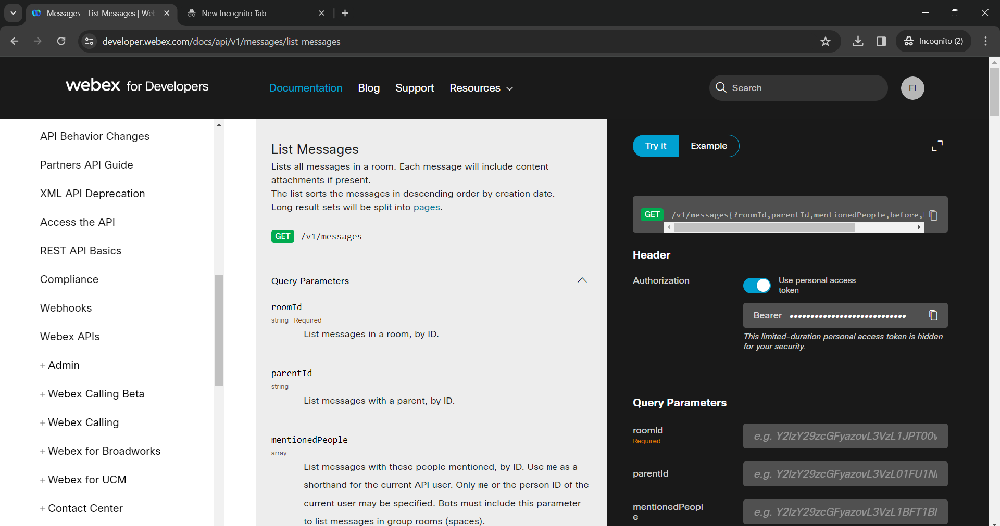 Messages - List Messages | Web
New Incognito Tab
developer.webex.com/docs/api/v1/messages/list-messages
Incognito (2)
webex for Developers
Documentation
Blog
Support
Resources
Search
FI
API Behavior Changes
Partners API Guide
XML API Deprecation
Access the API
REST API Basics
Compliance
Webhooks
Webex APIs
+ Admin
+ Webex Calling Beta
+ Webex Calling
+ Webex for Broadworks
+ Webex for UCM
+ Contact Center
List Messages
Lists all messages in a room. Each message will include content
attachments if present.
The list sorts the messages in descending order by creation date.
Long result sets will be split into pages.
GET /v1/messages
Query Parameters
roomId
string Required
List messages in a room, by ID.
parentId
string
List messages with a parent, by ID.
mentionedPeople
array
List messages with these people mentioned, by ID. Use me as a
shorthand for the current API user. Only me or the person ID of the
current user may be specified. Bots must include this parameter
to list messages in group rooms (spaces).
Try it
Example
GET /v1/messages{?roomId,parentId,mentionedPeople,before,
Header
Authorization
Use personal access
token
Bearer ••••••••••••••••••••••••••••
This limited-duration personal access token is hidden
for your security.
Query Parameters
roomId
Required
e.g. Y2lzY29zcGFyazovL3VzL1JPT00v
parentId
e.g. Y2lzY29zcGFyazovL3VzL01FU1N
mentionedPeopl
e
e.g. Y2lzY29zcGFyazovL3VzL1BFT1B